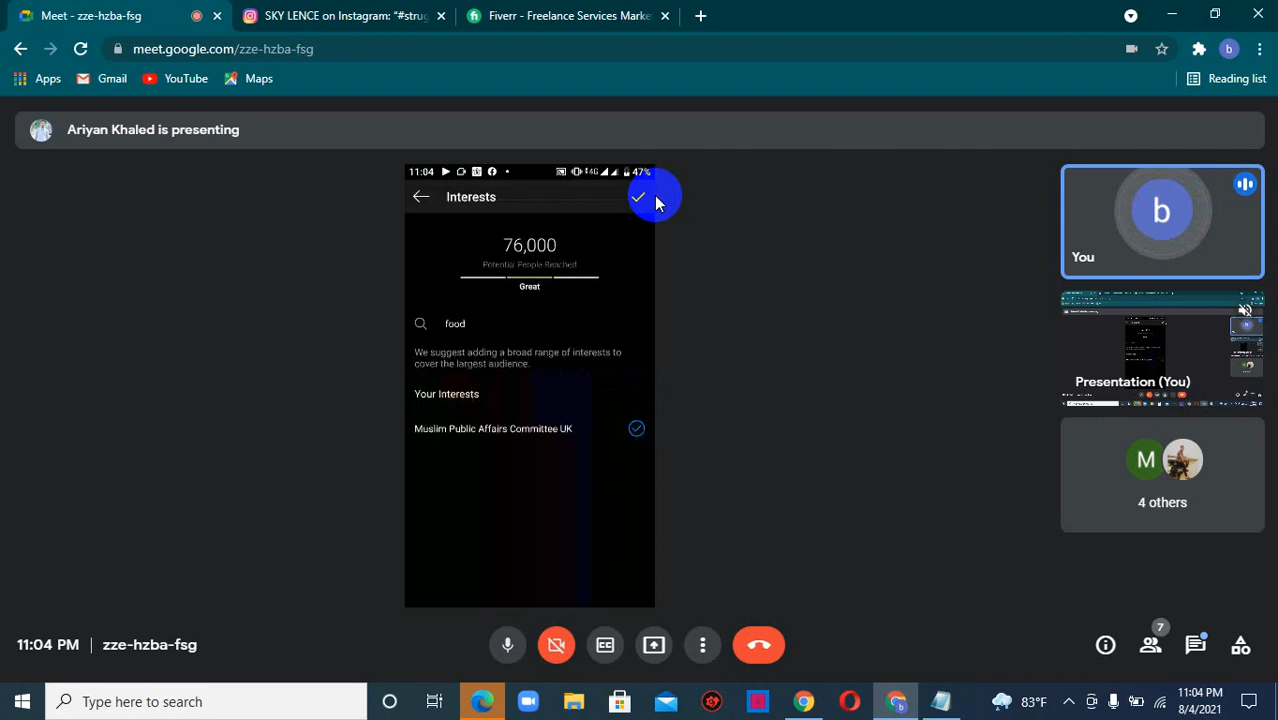 Meet - zze-hzba-fsg
SKY LENCE on Instagram: "#strug
Fiverr - Freelance Services Marke
meet.google.com/zze-hzba-fsg
b
Apps
Gmail
YouTube
Maps
Reading list
Ariyan Khaled is presenting
11:04
4G
47%
Interests
76,000
Potential People Reached
Great
food
We suggest adding a broad range of interests to
cover the largest audience.
Your Interests
Muslim Public Affairs Committee UK
b
You
Presentation (You)
M
4 others
11:04 PM
zze-hzba-fsg
CC
7
Type here to search
83°F
11:04 PM
8/4/2021